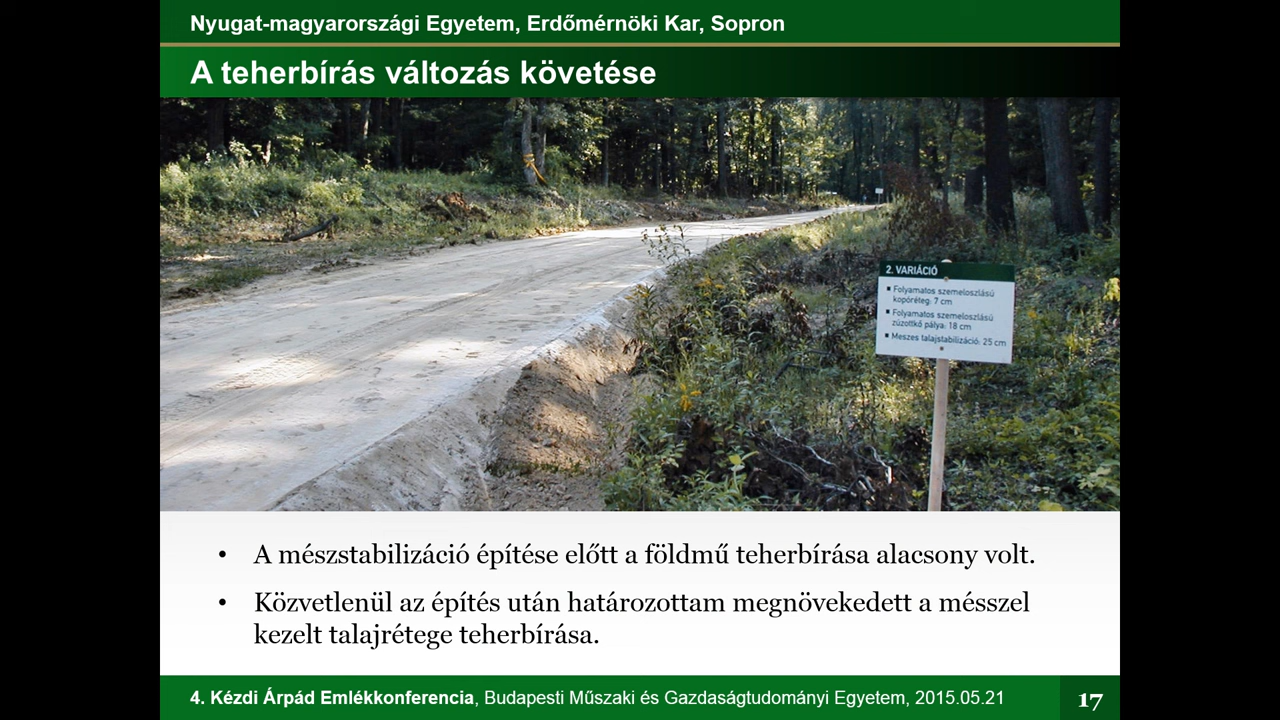 Nyugat-magyarországi Egyetem, Erdőmérnöki Kar, Sopron
A teherbírás változás követése
2. VARIÁCIÓ
▪ Folyamatos szemeloszlású
kopóréteg: 7 cm
▪ Folyamatos szemeloszlású
zúzottkő pálya: 18 cm
▪ Meszes talajstabilizáció: 25 cm
• A mészstabilizáció építése előtt a földmű teherbírása alacsony volt.
• Közvetlenül az építés után határozottam megnövekedett a mésszel
kezelt talajrétege teherbírása.
4. Kézdi Árpád Emlékkonferencia, Budapesti Műszaki és Gazdaságtudományi Egyetem, 2015.05.21
17